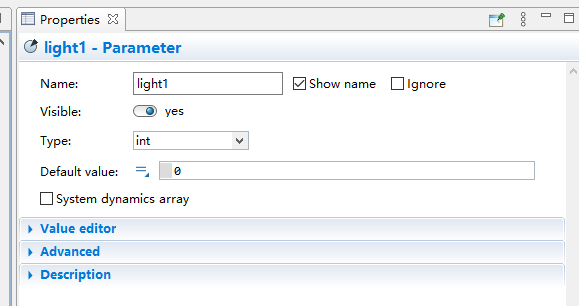 Properties
light1 - Parameter
Name: light1 Show name Ignore
Visible: yes
Type: int
Default value: 0
System dynamics array
Value editor
Advanced
Description